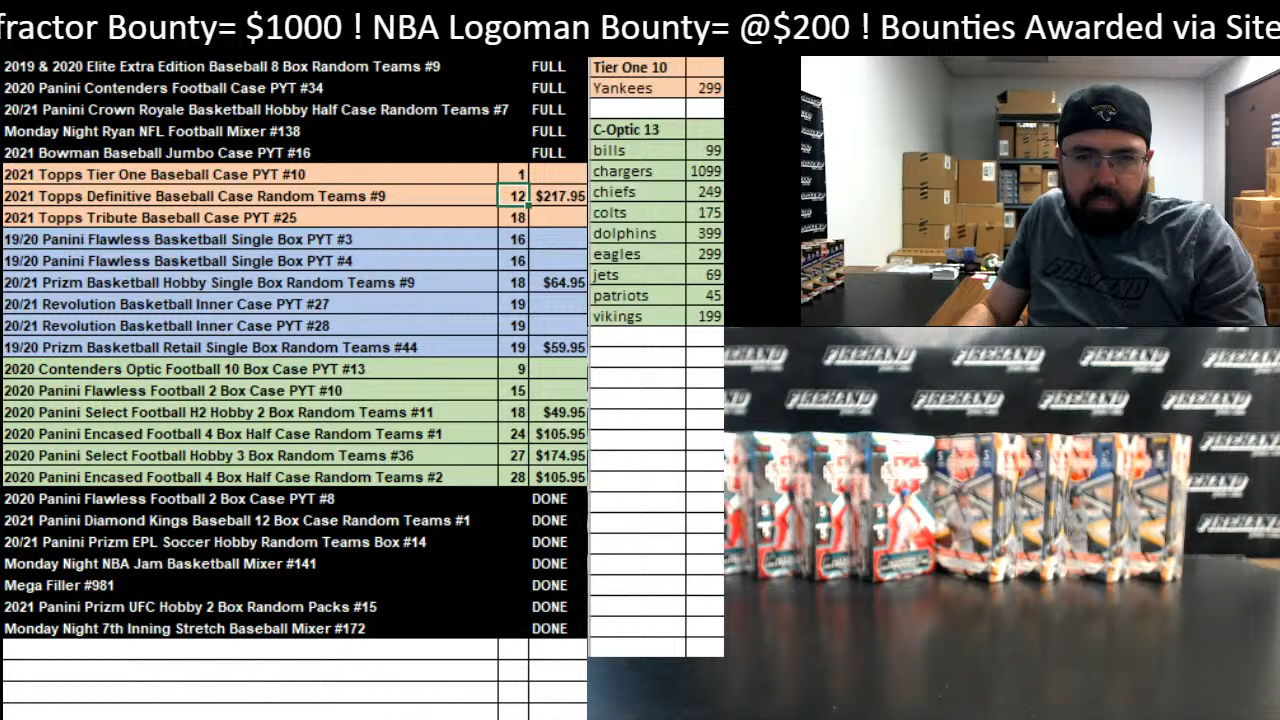 fractor Bounty= $1000 ! NBA Logoman Bounty= @$200 ! Bounties Awarded via Site
2019 & 2020 Elite Extra Edition Baseball 8 Box Random Teams #9 FULL
2020 Panini Contenders Football Case PYT #34 FULL
20/21 Panini Crown Royale Basketball Hobby Half Case Random Teams #7 FULL
Monday Night Ryan NFL Football Mixer #138 FULL
2021 Bowman Baseball Jumbo Case PYT #16 FULL
2021 Topps Tier One Baseball Case PYT #10 1
2021 Topps Definitive Baseball Case Random Teams #9 12 $217.95
2021 Topps Tribute Baseball Case PYT #25 18
19/20 Panini Flawless Basketball Single Box PYT #3 16
19/20 Panini Flawless Basketball Single Box PYT #4 16
20/21 Prizm Basketball Hobby Single Box Random Teams #9 18 $64.95
20/21 Revolution Basketball Inner Case PYT #27 19
20/21 Revolution Basketball Inner Case PYT #28 19
19/20 Prizm Basketball Retail Single Box Random Teams #44 19 $59.95
2020 Contenders Optic Football 10 Box Case PYT #13 9
2020 Panini Flawless Football 2 Box Case PYT #10 15
2020 Panini Select Football H2 Hobby 2 Box Random Teams #11 18 $49.95
2020 Panini Encased Football 4 Box Half Case Random Teams #1 24 $105.95
2020 Panini Select Football Hobby 3 Box Random Teams #36 27 $174.95
2020 Panini Encased Football 4 Box Half Case Random Teams #2 28 $105.95
2020 Panini Flawless Football 2 Box Case PYT #8 DONE
2021 Panini Diamond Kings Baseball 12 Box Case Random Teams #1 DONE
20/21 Panini Prizm EPL Soccer Hobby Random Teams Box #14 DONE
Monday Night NBA Jam Basketball Mixer #141 DONE
Mega Filler #981 DONE
2021 Panini Prizm UFC Hobby 2 Box Random Packs #15 DONE
Monday Night 7th Inning Stretch Baseball Mixer #172 DONE
Tier One 10
Yankees 299
C-Optic 13
bills 99
chargers 1099
chiefs 249
colts 175
dolphins 399
eagles 299
jets 69
patriots 45
vikings 199
FIREHAND
FIREHAND
FIREHAND
FIREHAND
FIREHAND
FIREHAND
FIREHAND
FIREHAND